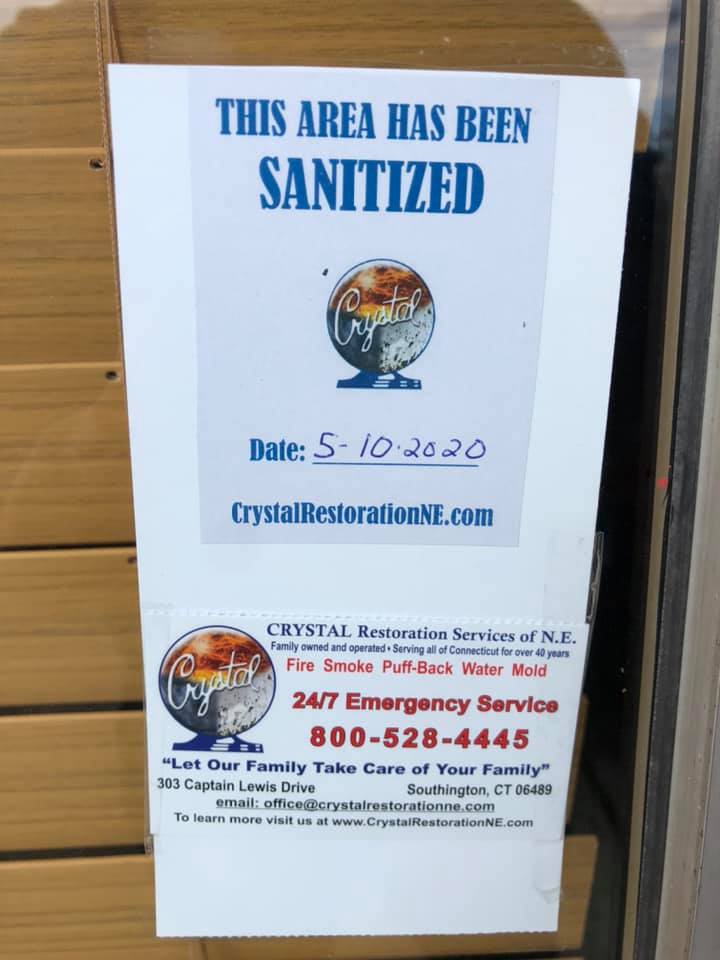 THIS AREA HAS BEEN
SANITIZED
Crystal
Date: 5-10-2020
CrystalRestorationNE.com
Crystal
CRYSTAL Restoration Services of N.E.
Family owned and operated • Serving all of Connecticut for over 40 years
Fire Smoke Puff-Back Water Mold
24/7 Emergency Service
800-528-4445
"Let Our Family Take Care of Your Family"
303 Captain Lewis Drive Southington, CT 06489
email: office@crystalrestorationne.com
To learn more visit us at www.CrystalRestorationNE.com